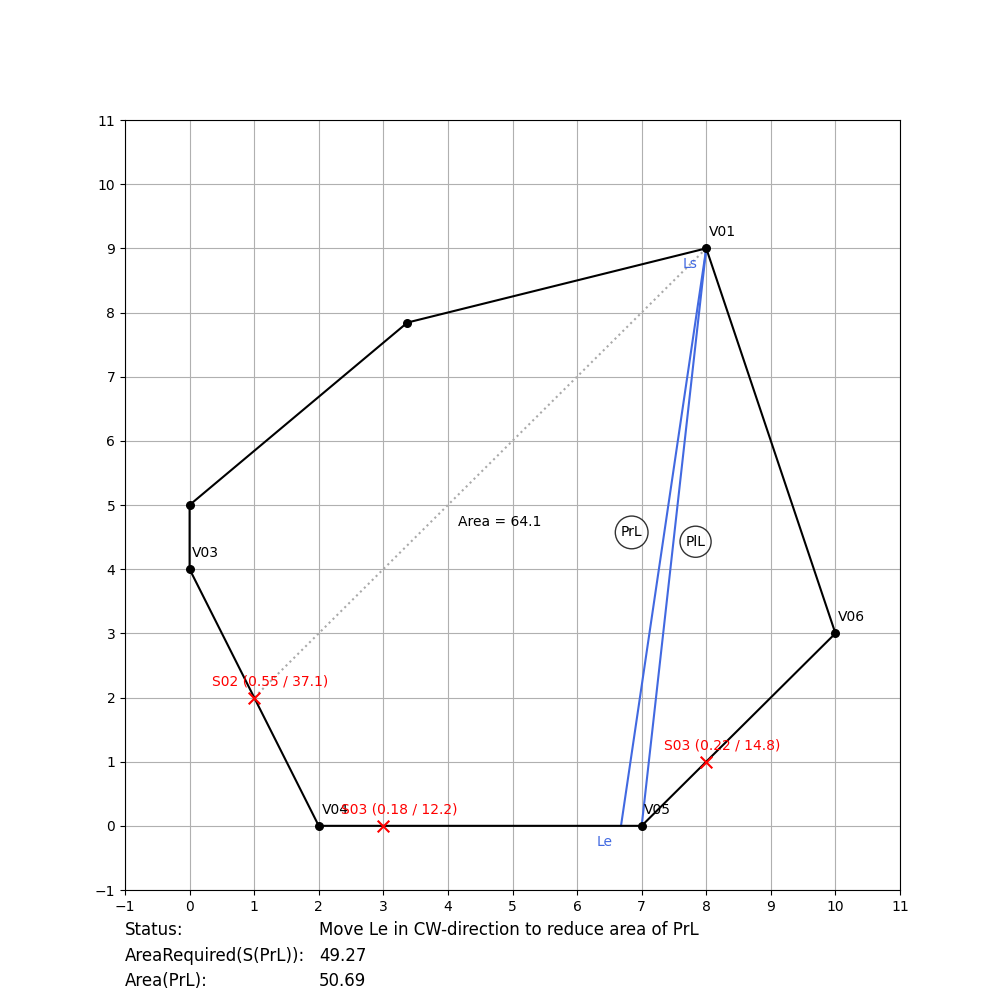 11
10
9
8
7
6
5
4
3
2
1
0
−1
V01
Ls
V03
Area = 64.1
PrL
PlL
V06
S02 (0.55 / 37.1)
S03 (0.22 / 14.8)
V04
S03 (0.18 / 12.2)
V05
Le
−1 0 1 2 3 4 5 6 7 8 9 10 11
Status: Move Le in CW-direction to reduce area of PrL
AreaRequired(S(PrL)): 49.27
Area(PrL): 50.69